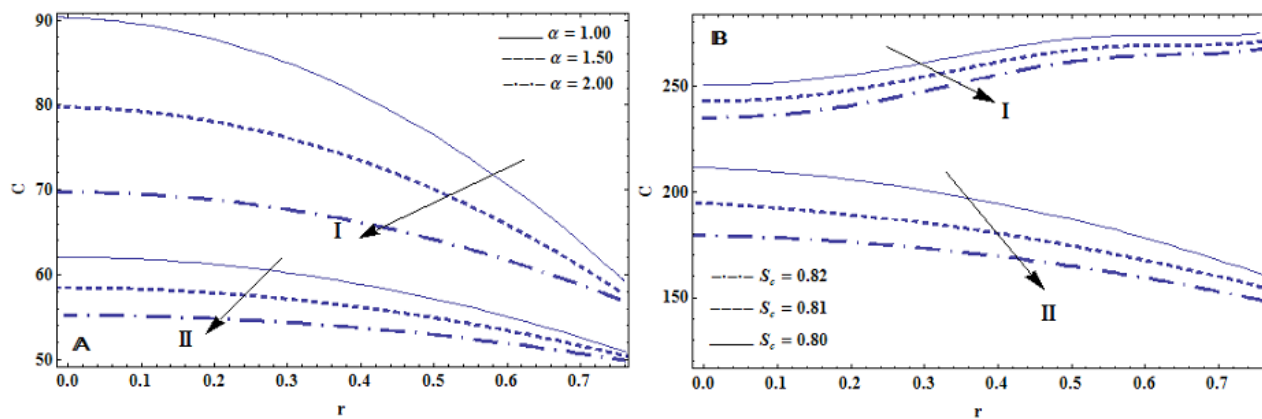 90
80
70
60
50
C
0.0 0.1 0.2 0.3 0.4 0.5 0.6 0.7
r
α = 1.00
α = 1.50
α = 2.00
I
II
A
B
250
200
150
C
0.0 0.1 0.2 0.3 0.4 0.5 0.6 0.7
r
I
II
S_c = 0.82
S_c = 0.81
S_c = 0.80